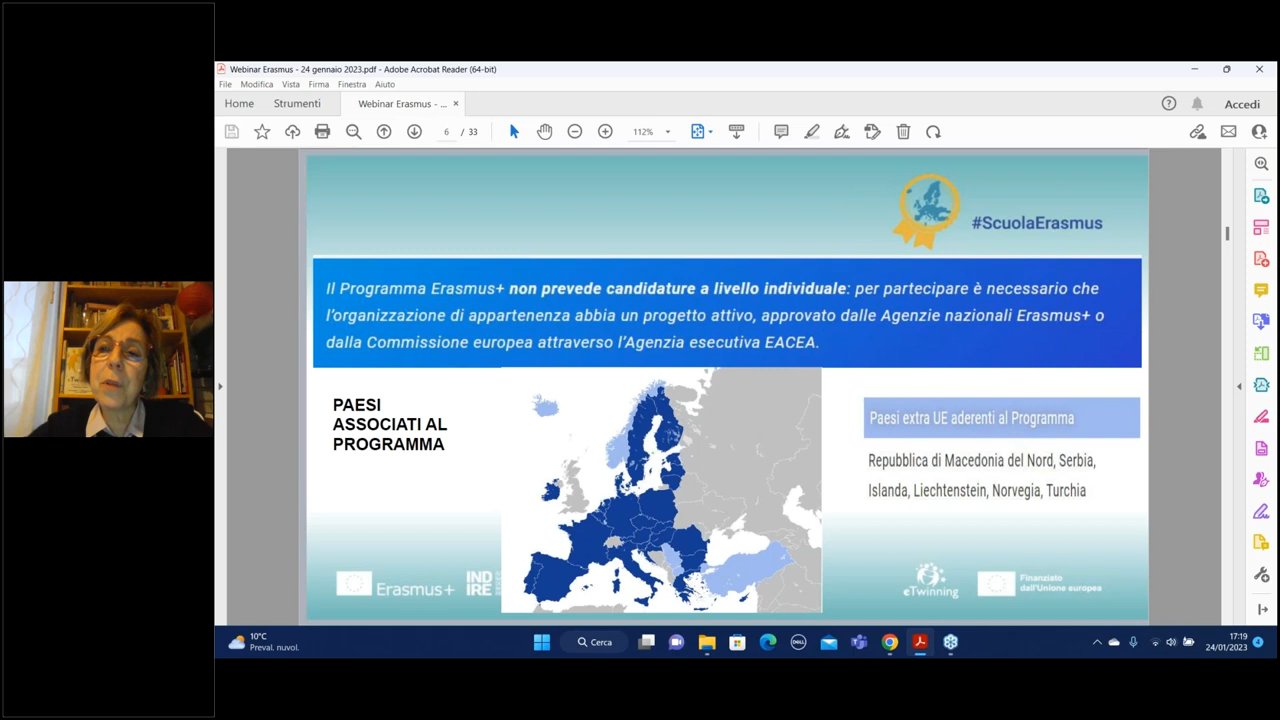 Webinar Erasmus - 24 gennaio 2023.pdf - Adobe Acrobat Reader (64-bit)
File Modifica Vista Firma Finestra Aiuto
Home Strumenti Webinar Erasmus - ... × Accedi
6 / 33 112%
#ScuolaErasmus
Il Programma Erasmus+ non prevede candidature a livello individuale: per partecipare è necessario che
l'organizzazione di appartenenza abbia un progetto attivo, approvato dalle Agenzie nazionali Erasmus+ o
dalla Commissione europea attraverso l'Agenzia esecutiva EACEA.
PAESI
ASSOCIATI AL
PROGRAMMA
Paesi extra UE aderenti al Programma
Repubblica di Macedonia del Nord, Serbia,
Islanda, Liechtenstein, Norvegia, Turchia
Erasmus+
IND
IRE
eTwinning
Finanziato
dall'Unione europea
10°C
Preval. nuvol.
Cerca
DELL
17:19
24/01/2023
4